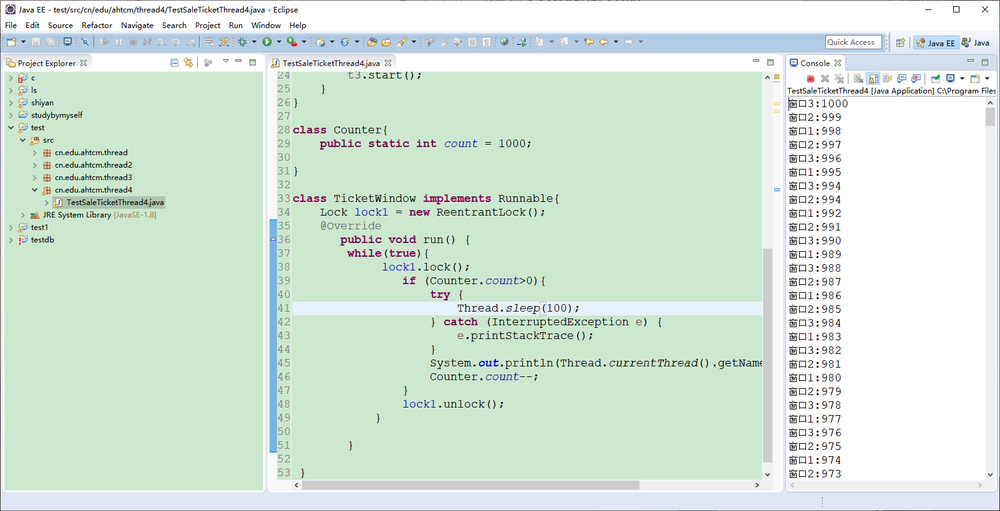 Java EE - test/src/cn/edu/ahtcm/thread4/TestSaleTicketThread4.java - Eclipse
File Edit Source Refactor Navigate Search Project Run Window Help
Quick Access
Java EE
Java
Project Explorer
c
ls
shiyan
studybymyself
test
src
cn.edu.ahtcm.thread
cn.edu.ahtcm.thread2
cn.edu.ahtcm.thread3
cn.edu.ahtcm.thread4
TestSaleTicketThread4.java
JRE System Library [JavaSE-1.8]
test1
testdb
TestSaleTicketThread4.java
24 t3.start();
25 }
26 }
27
28 class Counter{
29 public static int count = 1000;
30
31 }
32
33 class TicketWindow implements Runnable{
34 Lock lock1 = new ReentrantLock();
35 @Override
36 public void run() {
37 while(true){
38 lock1.lock();
39 if (Counter.count>0){
40 try {
41 Thread.sleep(100);
42 } catch (InterruptedException e) {
43 e.printStackTrace();
44 }
45 System.out.println(Thread.currentThread().getName
46 Counter.count--;
47 }
48 lock1.unlock();
49 }
50
51 }
52
53 }
Console
TestSaleTicketThread4 [Java Application] C:\Program Files
窗口3:1000
窗口2:999
窗口1:998
窗口2:997
窗口3:996
窗口1:995
窗口3:994
窗口2:994
窗口1:992
窗口2:991
窗口3:990
窗口1:989
窗口3:988
窗口2:987
窗口1:986
窗口2:985
窗口3:984
窗口1:983
窗口3:982
窗口2:981
窗口1:980
窗口2:979
窗口3:978
窗口1:977
窗口3:976
窗口2:975
窗口1:974
窗口2:973